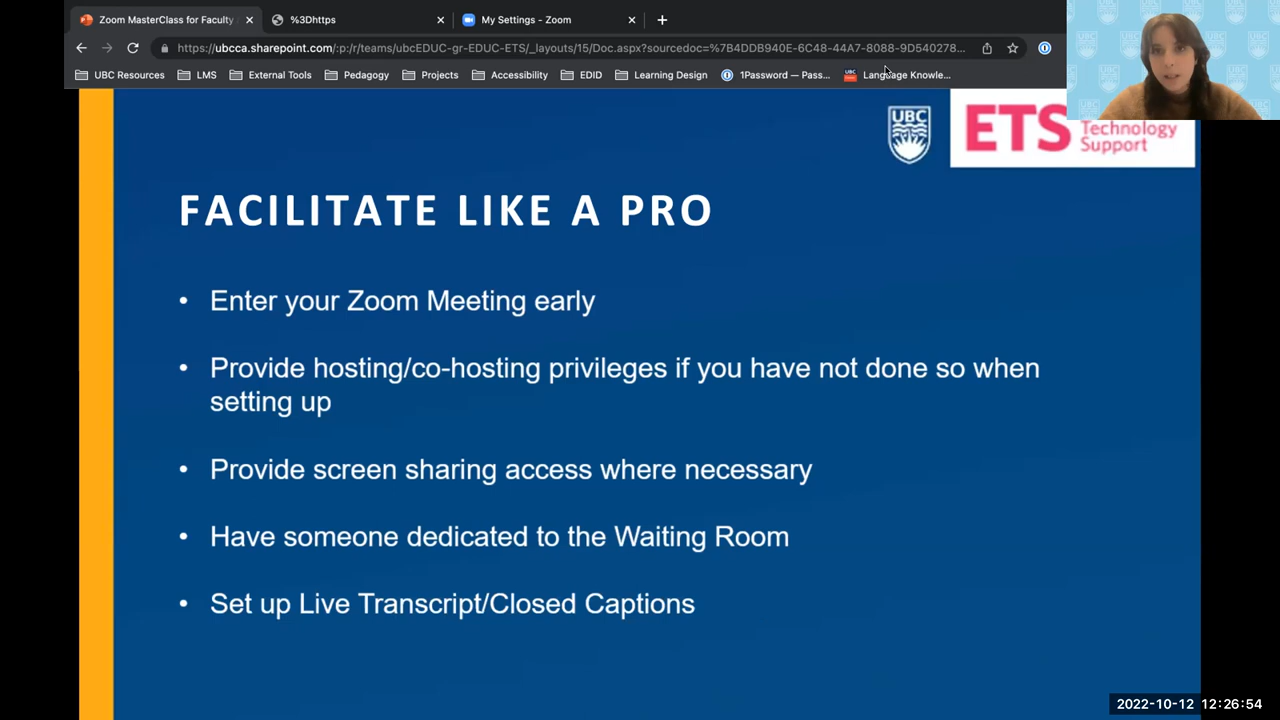 Zoom MasterClass for Faculty
%3Dhttps
My Settings - Zoom
https://ubcca.sharepoint.com/:p:/r/teams/ubcEDUC-gr-EDUC-ETS/_layouts/15/Doc.aspx?sourcedoc=%7B4DDB940E-6C48-44A7-8088-9D540278...
UBC Resources
LMS
External Tools
Pedagogy
Projects
Accessibility
EDID
Learning Design
1Password — Pass...
Language Knowle...
UBC
ETS
Technology
Support
FACILITATE LIKE A PRO
• Enter your Zoom Meeting early
• Provide hosting/co-hosting privileges if you have not done so when
setting up
• Provide screen sharing access where necessary
• Have someone dedicated to the Waiting Room
• Set up Live Transcript/Closed Captions
2022-10-12 12:26:54